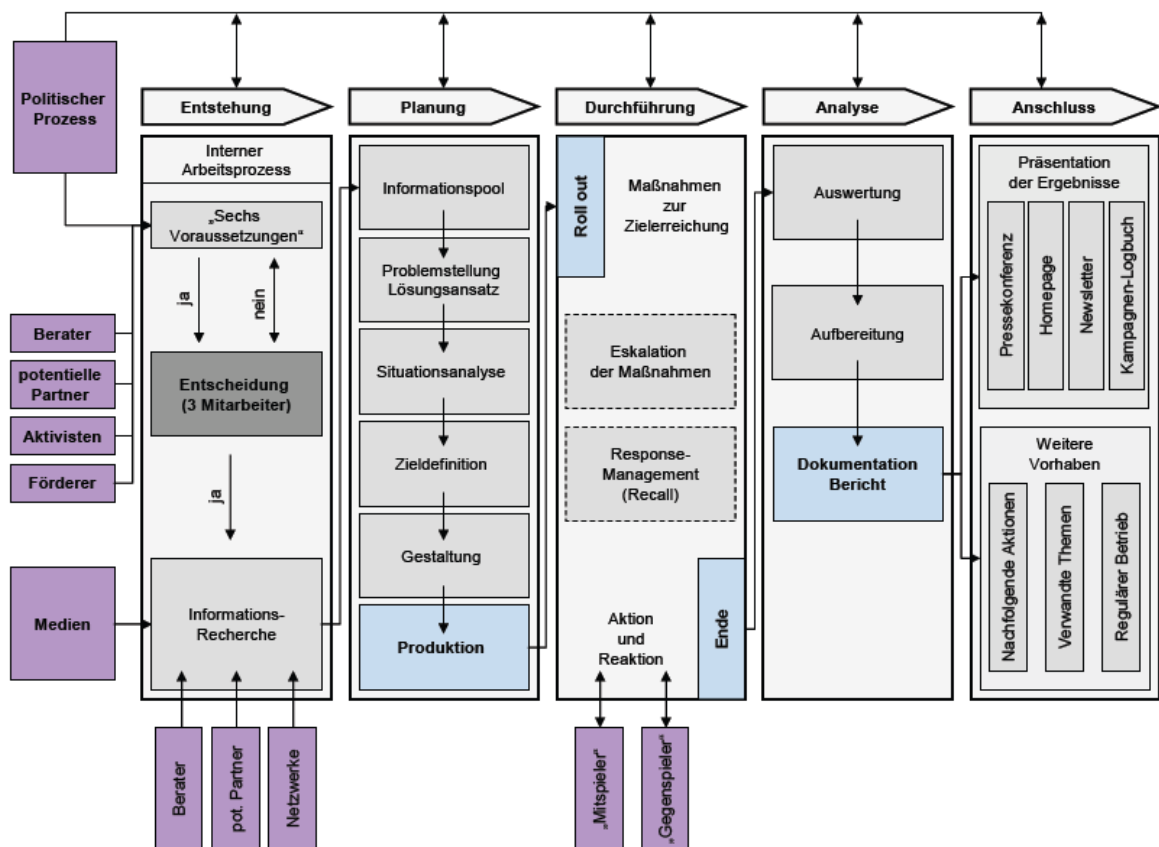 Politischer
Prozess
Entstehung
Planung
Durchführung
Analyse
Anschluss
Interner
Arbeitsprozess
„Sechs
Voraussetzungen“
ja
nein
Entscheidung
(3 Mitarbeiter)
ja
Informations-
Recherche
Berater
potentielle
Partner
Aktivisten
Förderer
Medien
Berater
pot. Partner
Netzwerke
Informationspool
Problemstellung
Lösungsansatz
Situationsanalyse
Zieldefinition
Gestaltung
Produktion
Roll out
Maßnahmen
zur
Zielerreichung
Eskalation
der Maßnahmen
Response-
Management
(Recall)
Aktion
und
Reaktion
Ende
„Mitspieler“
„Gegenspieler“
Auswertung
Aufbereitung
Dokumentation
Bericht
Präsentation
der Ergebnisse
Pressekonferenz
Homepage
Newsletter
Kampagnen-Logbuch
Weitere
Vorhaben
Nachfolgende Aktionen
Verwandte Themen
Regulärer Betrieb